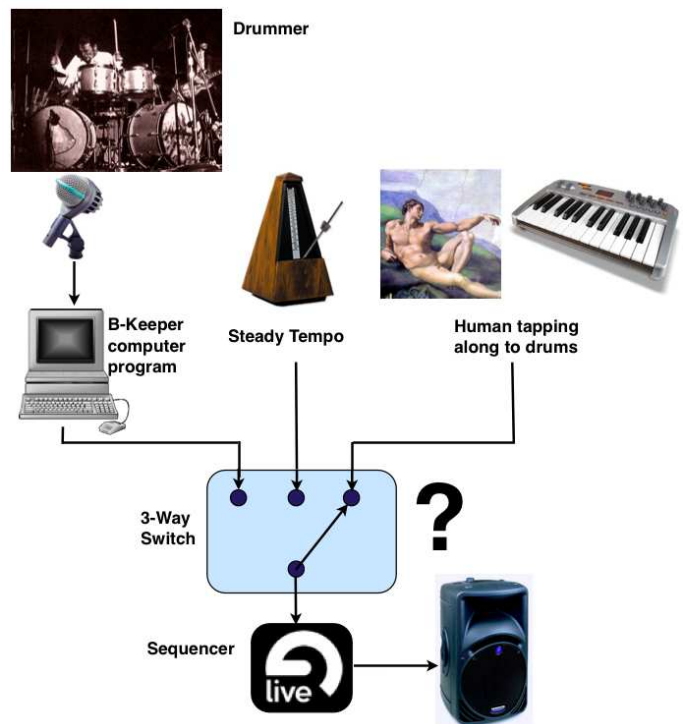 Drummer
B-Keeper
computer
program
Steady Tempo
Human tapping
along to drums
3-Way
Switch
?
Sequencer
live